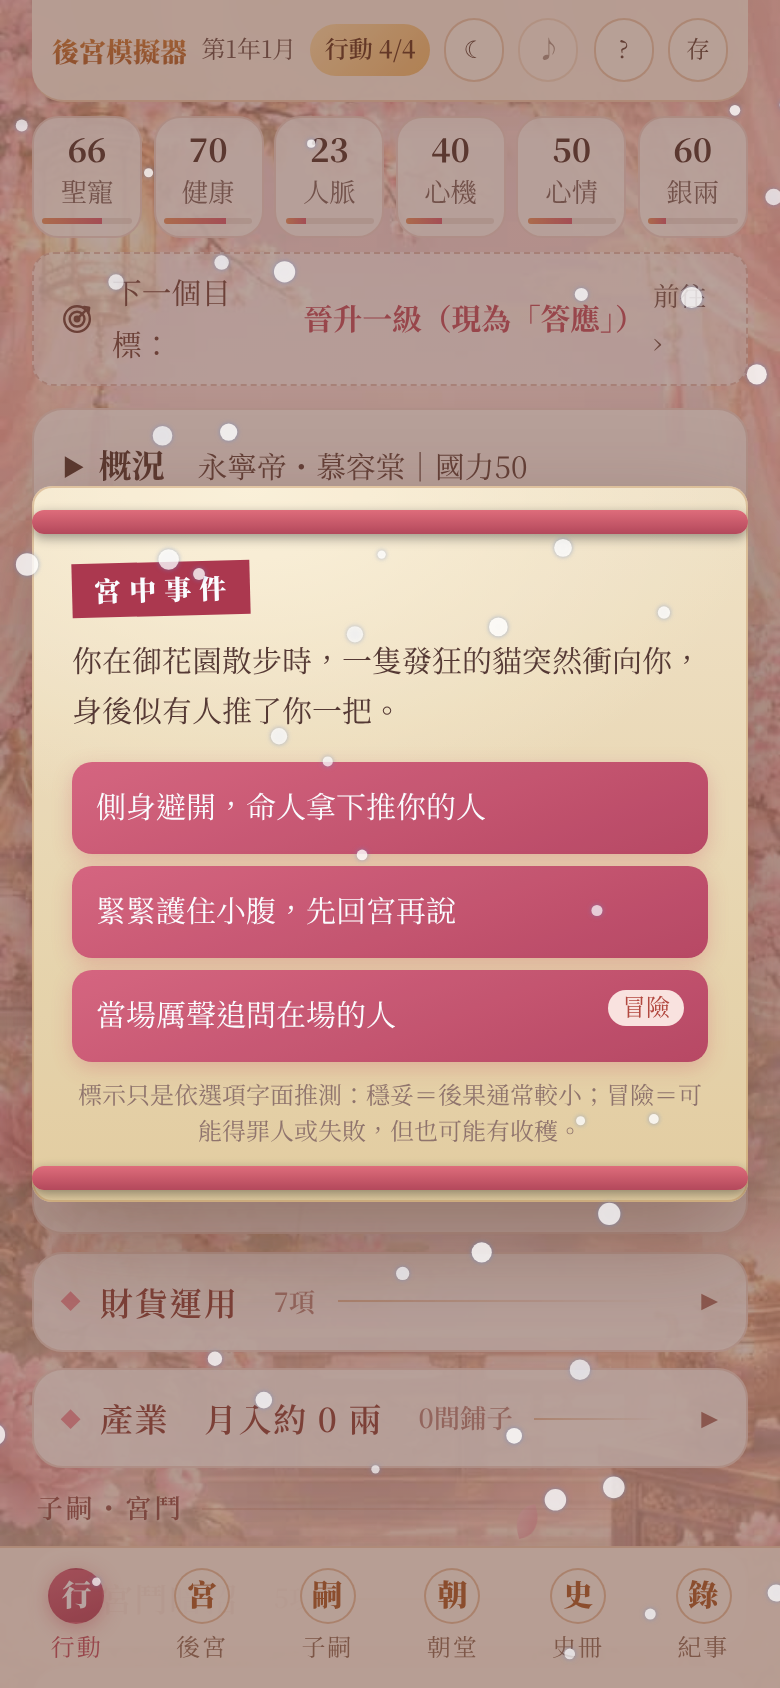 後宮模擬器 第1年1月 行動 4/4 ☾ ♪ ? 存
66 70 23 40 50 60
聖寵 健康 人脈 心機 心情 銀兩
下一個目標： 晉升一級（現為「答應」） 前往 ›
▶ 概況 永寧帝・慕容棠｜國力50
宮中事件
你在御花園散步時，一隻發狂的貓突然衝向你，
身後似有人推了你一把。
側身避開，命人拿下推你的人
緊緊護住小腹，先回宮再說
當場厲聲追問在場的人 冒險
標示只是依選項字面推測：穩妥＝後果通常較小；冒險＝可
能得罪人或失敗，但也可能有收穫。
◆ 財貨運用 7項 ▶
◆ 產業 月入約 0 兩 0間鋪子 ▶
子嗣・宮鬥
行 宮 嗣 朝 史 錄
行動 後宮 子嗣 朝堂 史冊 紀事